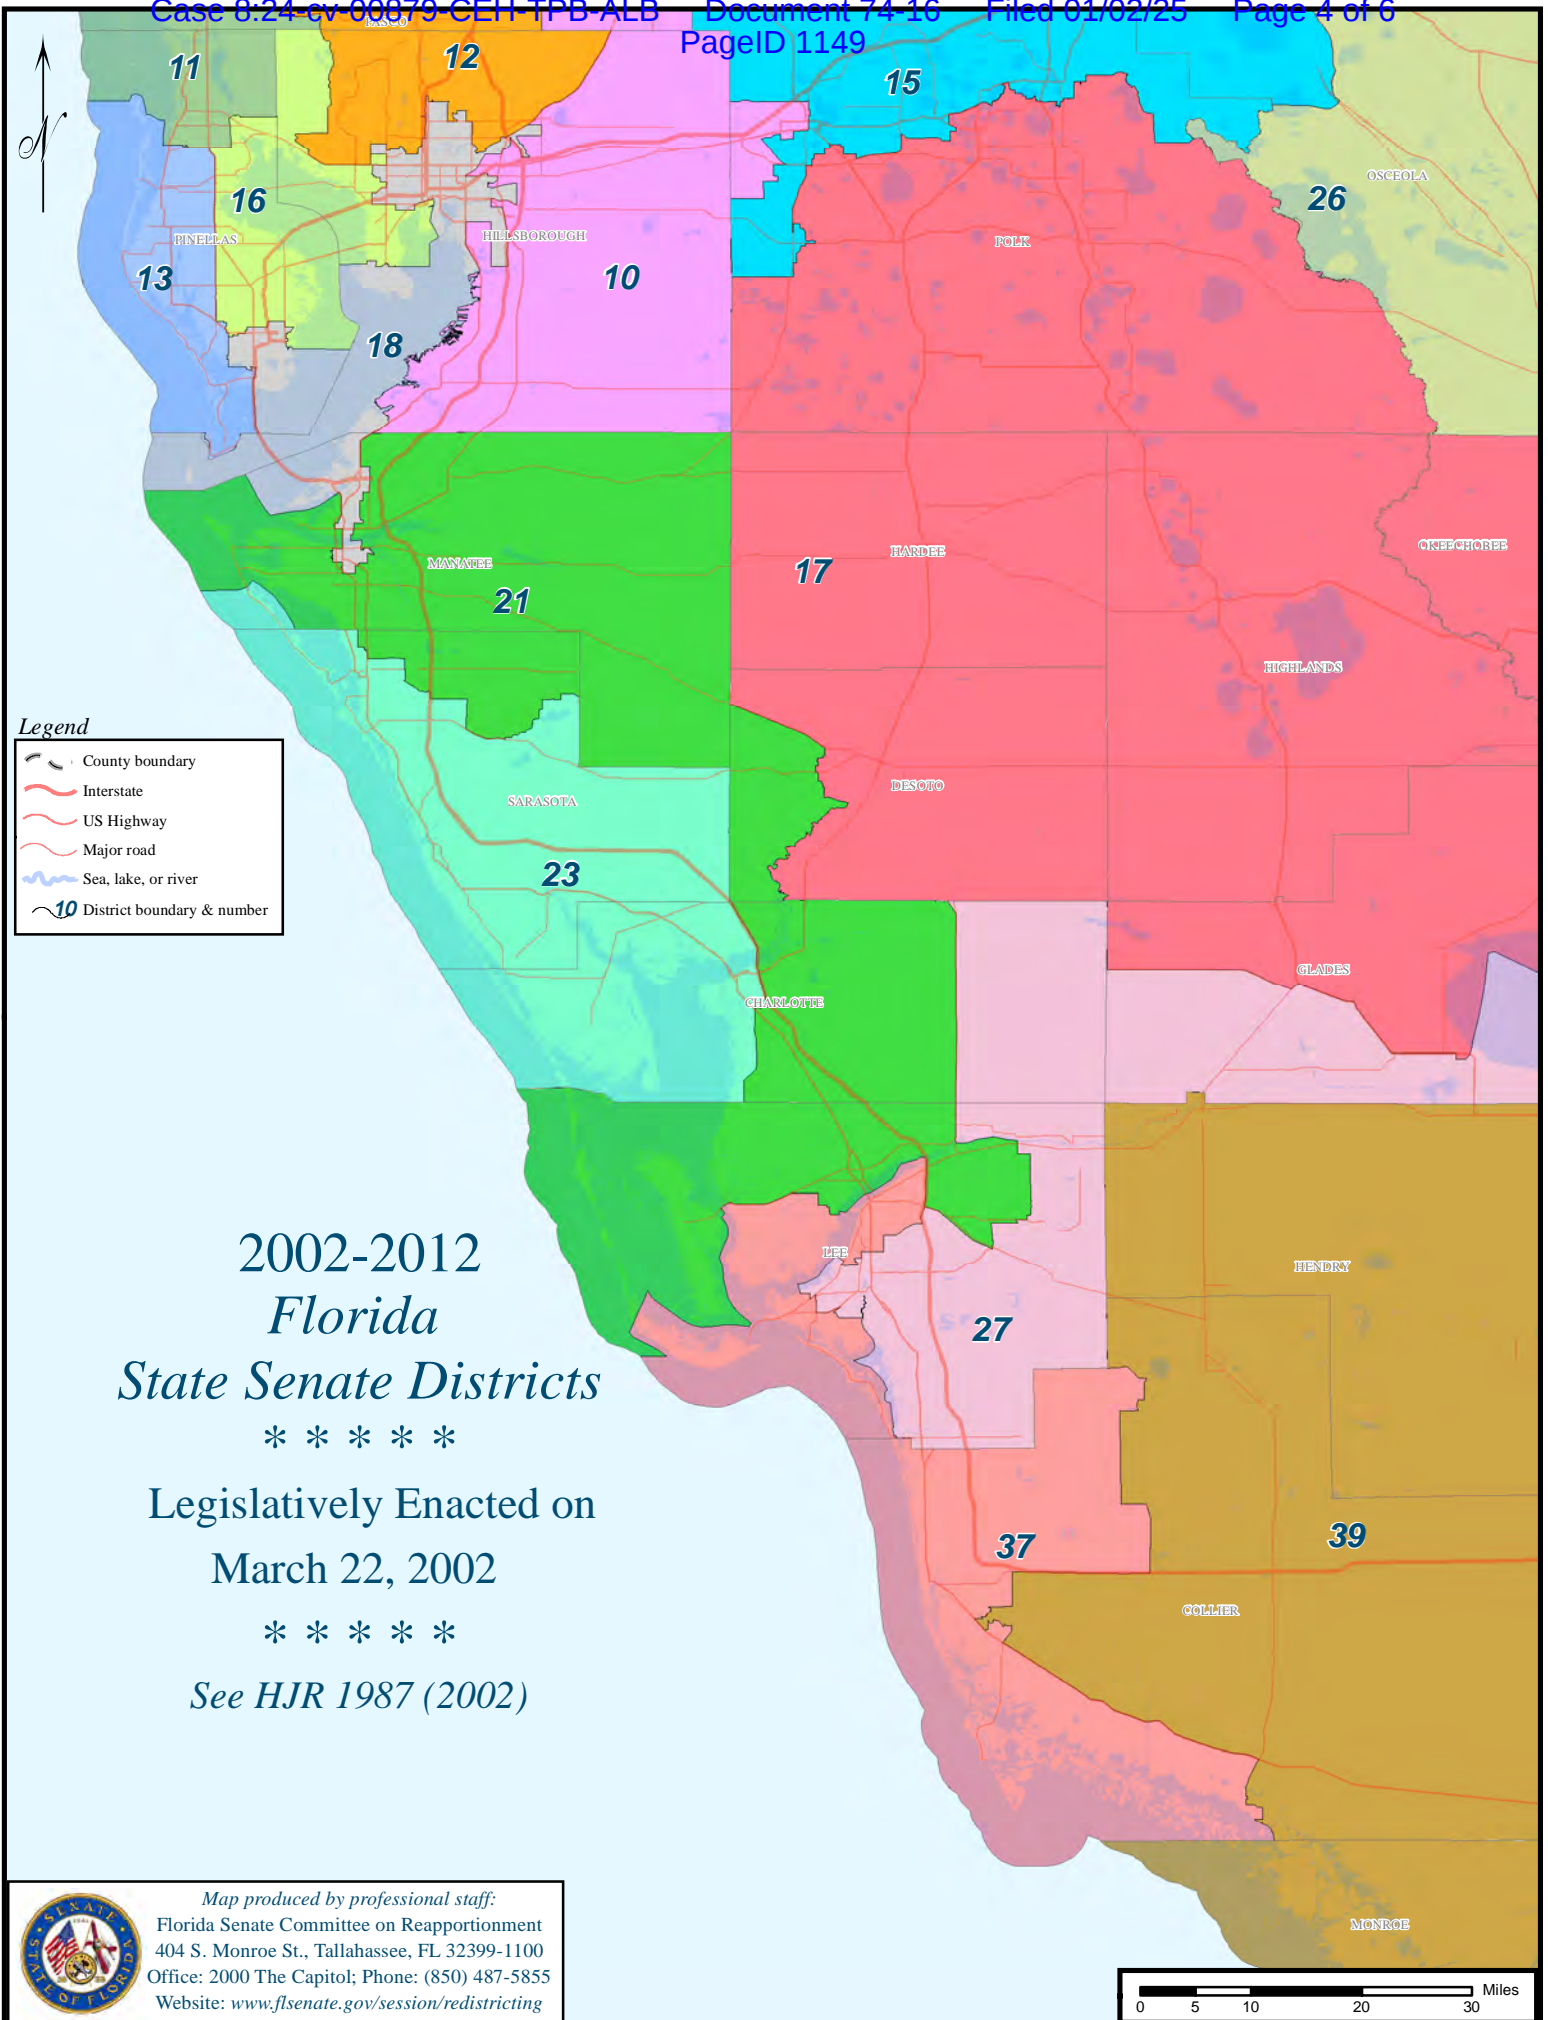 Case 8:24-cv-00879-CEH-TPB-ALB Document 74-16 Filed 01/02/25 Page 4 of 6
PageID 1149
PASCO
12
11
15
N
OSCEOLA
26
16
PINELLAS
HILLSBOROUGH
POLK
13
10
18
OKEECHOBEE
HARDEE
MANATEE
17
21
HIGHLANDS
Legend
County boundary
Interstate
US Highway
Major road
Sea, lake, or river
10 District boundary & number
DESOTO
SARASOTA
23
GLADES
CHARLOTTE
LEE
HENDRY
27
2002-2012
Florida
State Senate Districts
* * * * *
Legislatively Enacted on
March 22, 2002
* * * * *
See HJR 1987 (2002)
37
39
COLLIER
MONROE
SENATE
STATE OF FLORIDA
Map produced by professional staff:
Florida Senate Committee on Reapportionment
404 S. Monroe St., Tallahassee, FL 32399-1100
Office: 2000 The Capitol; Phone: (850) 487-5855
Website: www.flsenate.gov/session/redistricting
Miles
0 5 10 20 30